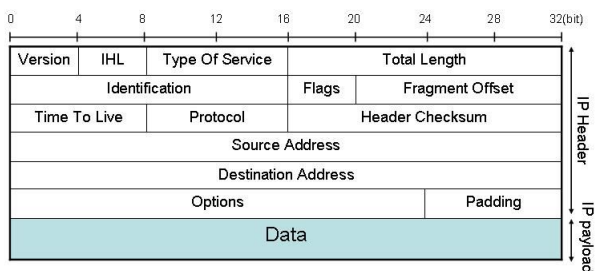 0 4 8 12 16 20 24 28 32(bit)
Version IHL Type Of Service Total Length
Identification Flags Fragment Offset
Time To Live Protocol Header Checksum
Source Address
Destination Address
Options Padding
Data
IP Header
IP payload